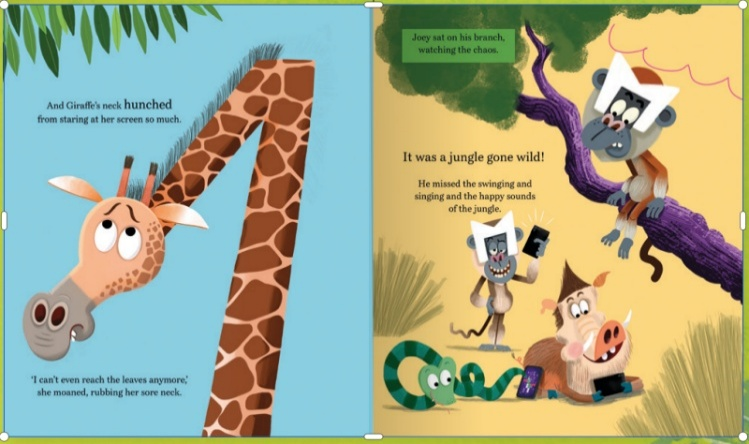 And Giraffe's neck hunched
from staring at her screen so much.
'I can't even reach the leaves anymore,'
she moaned, rubbing her sore neck.
Joey sat on his branch,
watching the chaos.
It was a jungle gone wild!
He missed the swinging and
singing and the happy sounds
of the jungle.